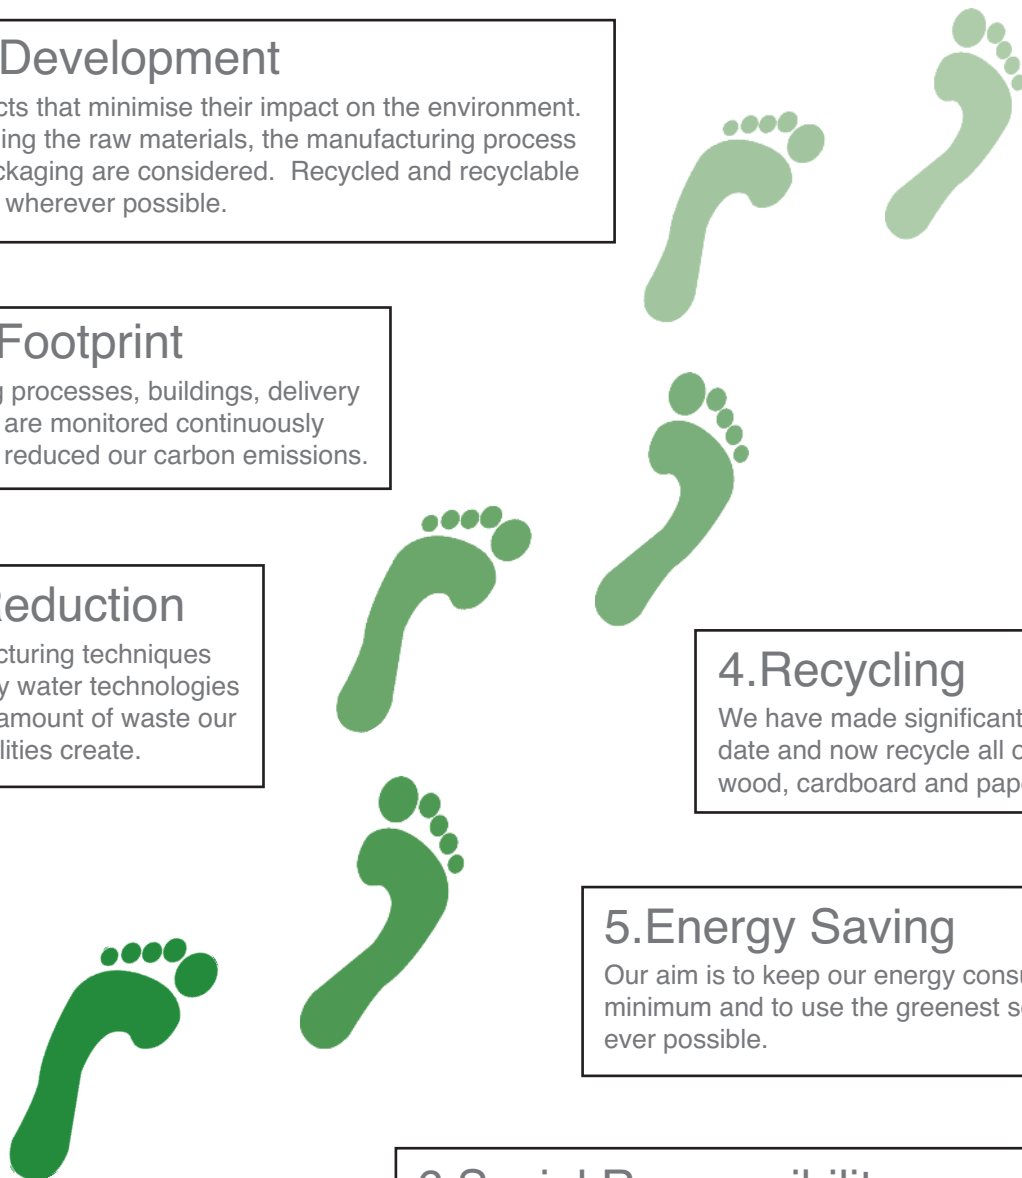 Development
cts that minimise their impact on the environment.
ing the raw materials, the manufacturing process
ckaging are considered.  Recycled and recyclable
wherever possible.
Footprint
g processes, buildings, delivery
are monitored continuously
reduced our carbon emissions.
Reduction
cturing techniques
y water technologies
amount of waste our
lities create.
4.Recycling
We have made significant
date and now recycle all o
wood, cardboard and pape
5.Energy Saving
Our aim is to keep our energy consu
minimum and to use the greenest so
ever possible.